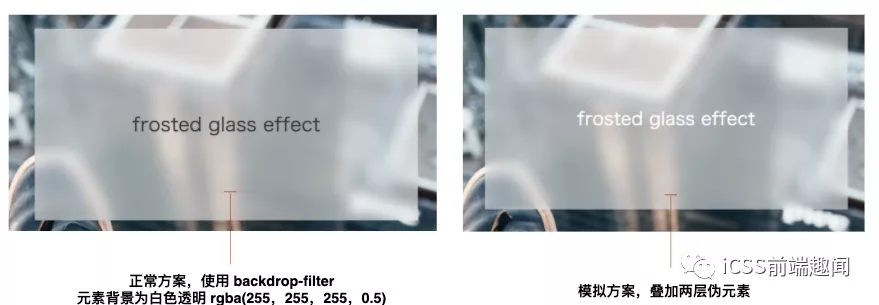 frosted glass effect
frosted glass effect
正常方案，使用 backdrop-filter
元素背景为白色透明 rgba(255，255，255，0.5)
模拟方案，叠加两层伪元素
iCSS前端趣闻